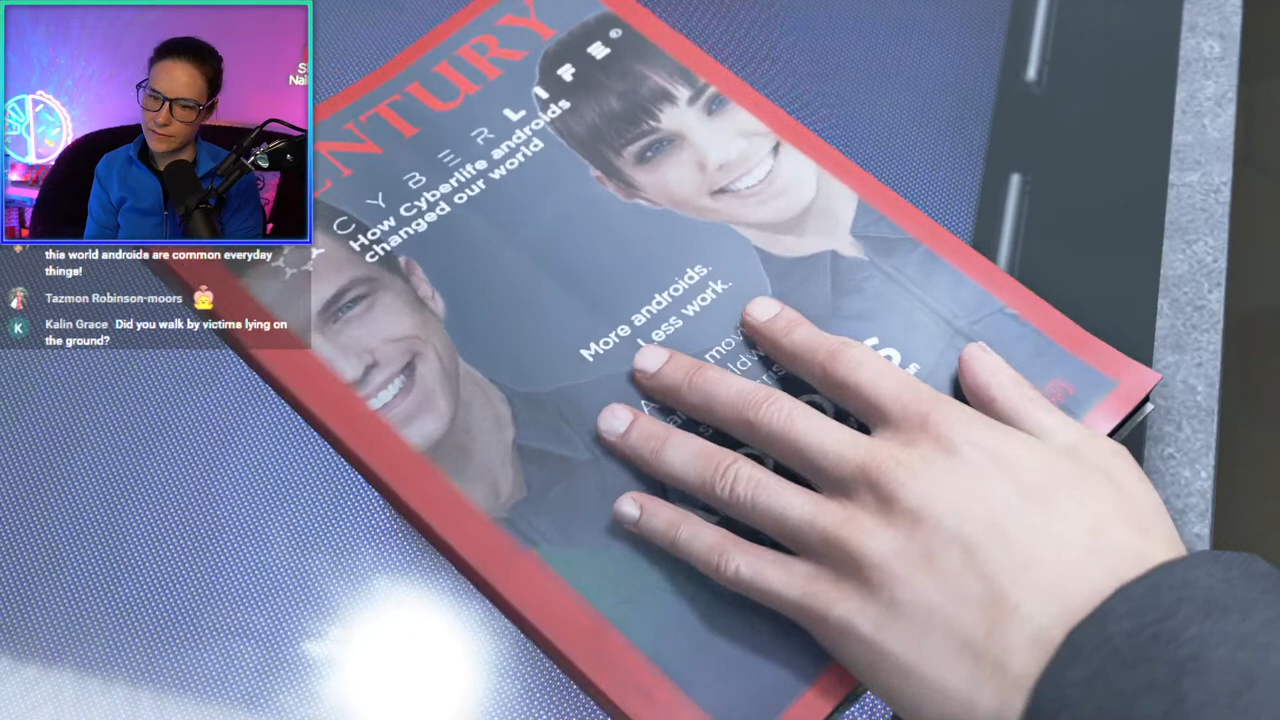 this world androids are common everyday
things!
Tazmon Robinson-moors
K Kalin Grace Did you walk by victims lying on
the ground?
ENTURY
CYBERLIFE®
How Cyberlife androids
changed our world
More androids.
Less work.